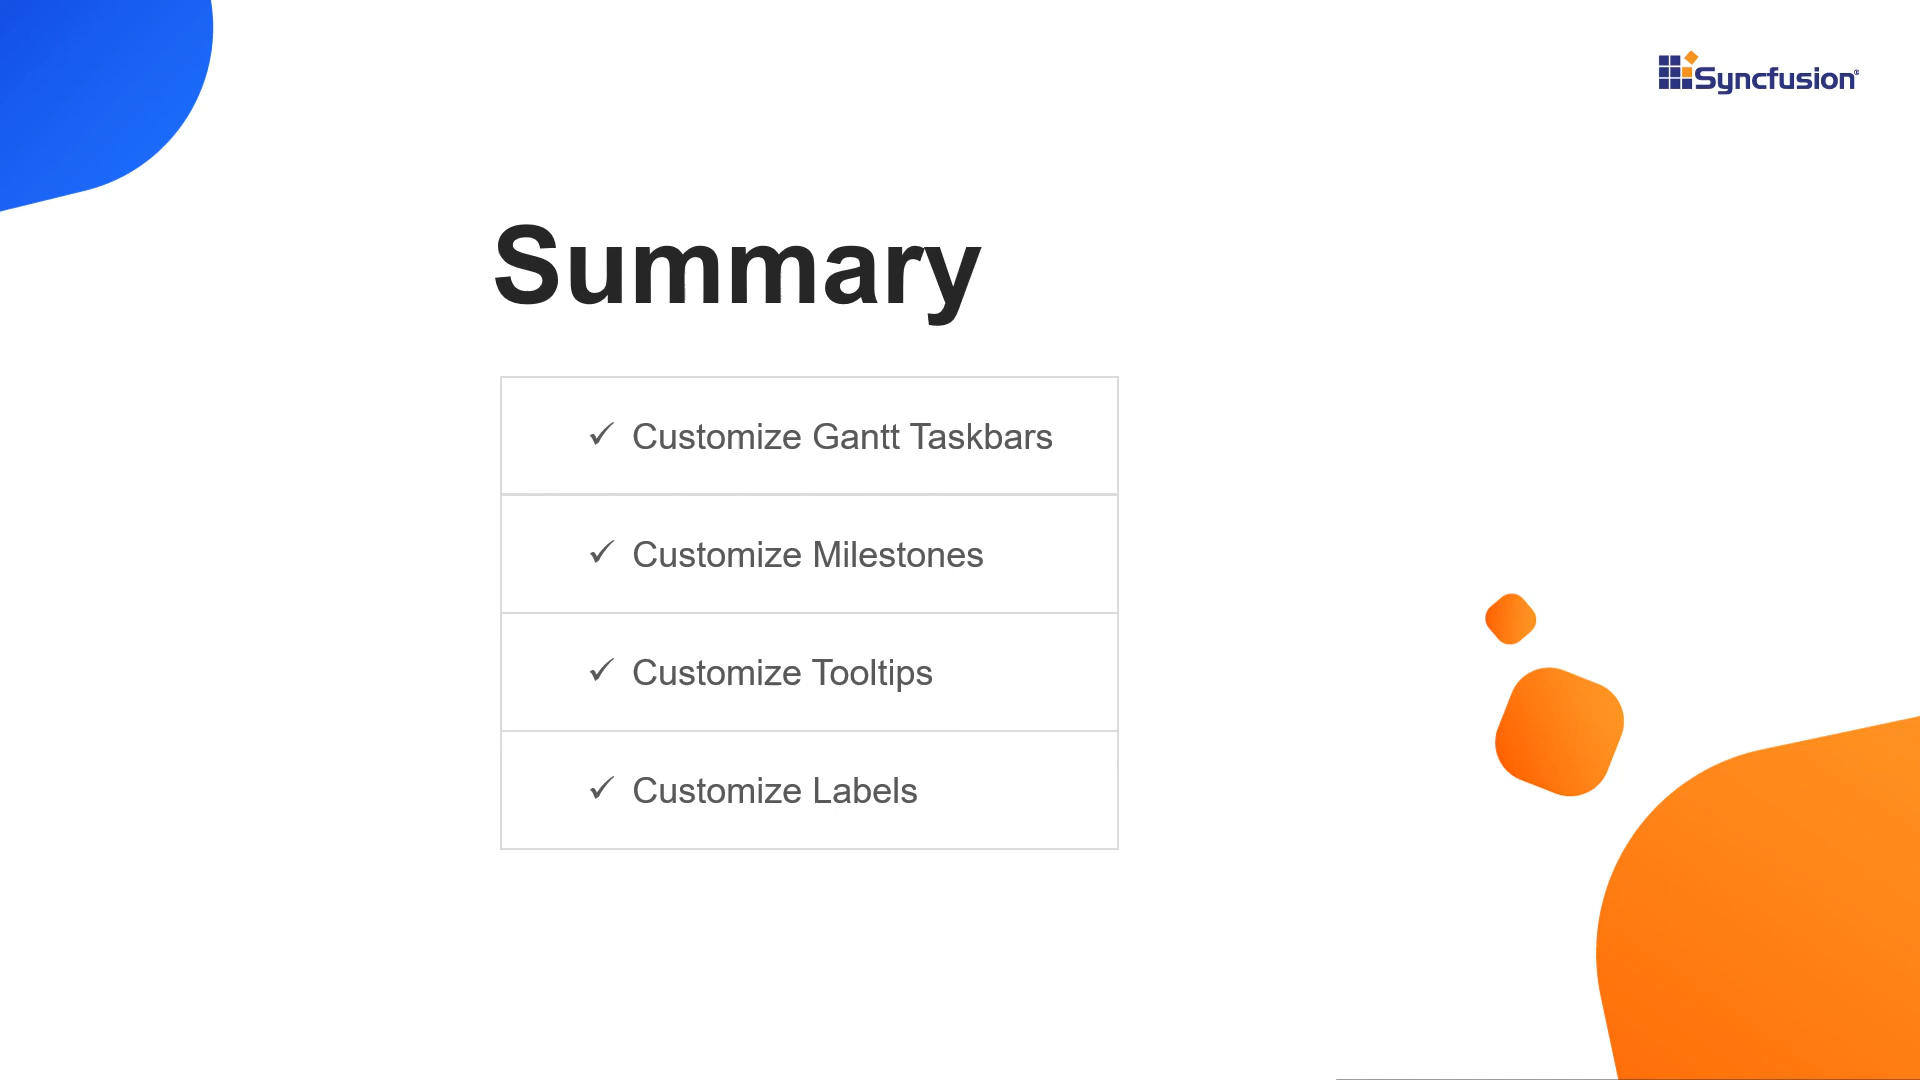 Syncfusion®
Summary
✓ Customize Gantt Taskbars
✓ Customize Milestones
✓ Customize Tooltips
✓ Customize Labels